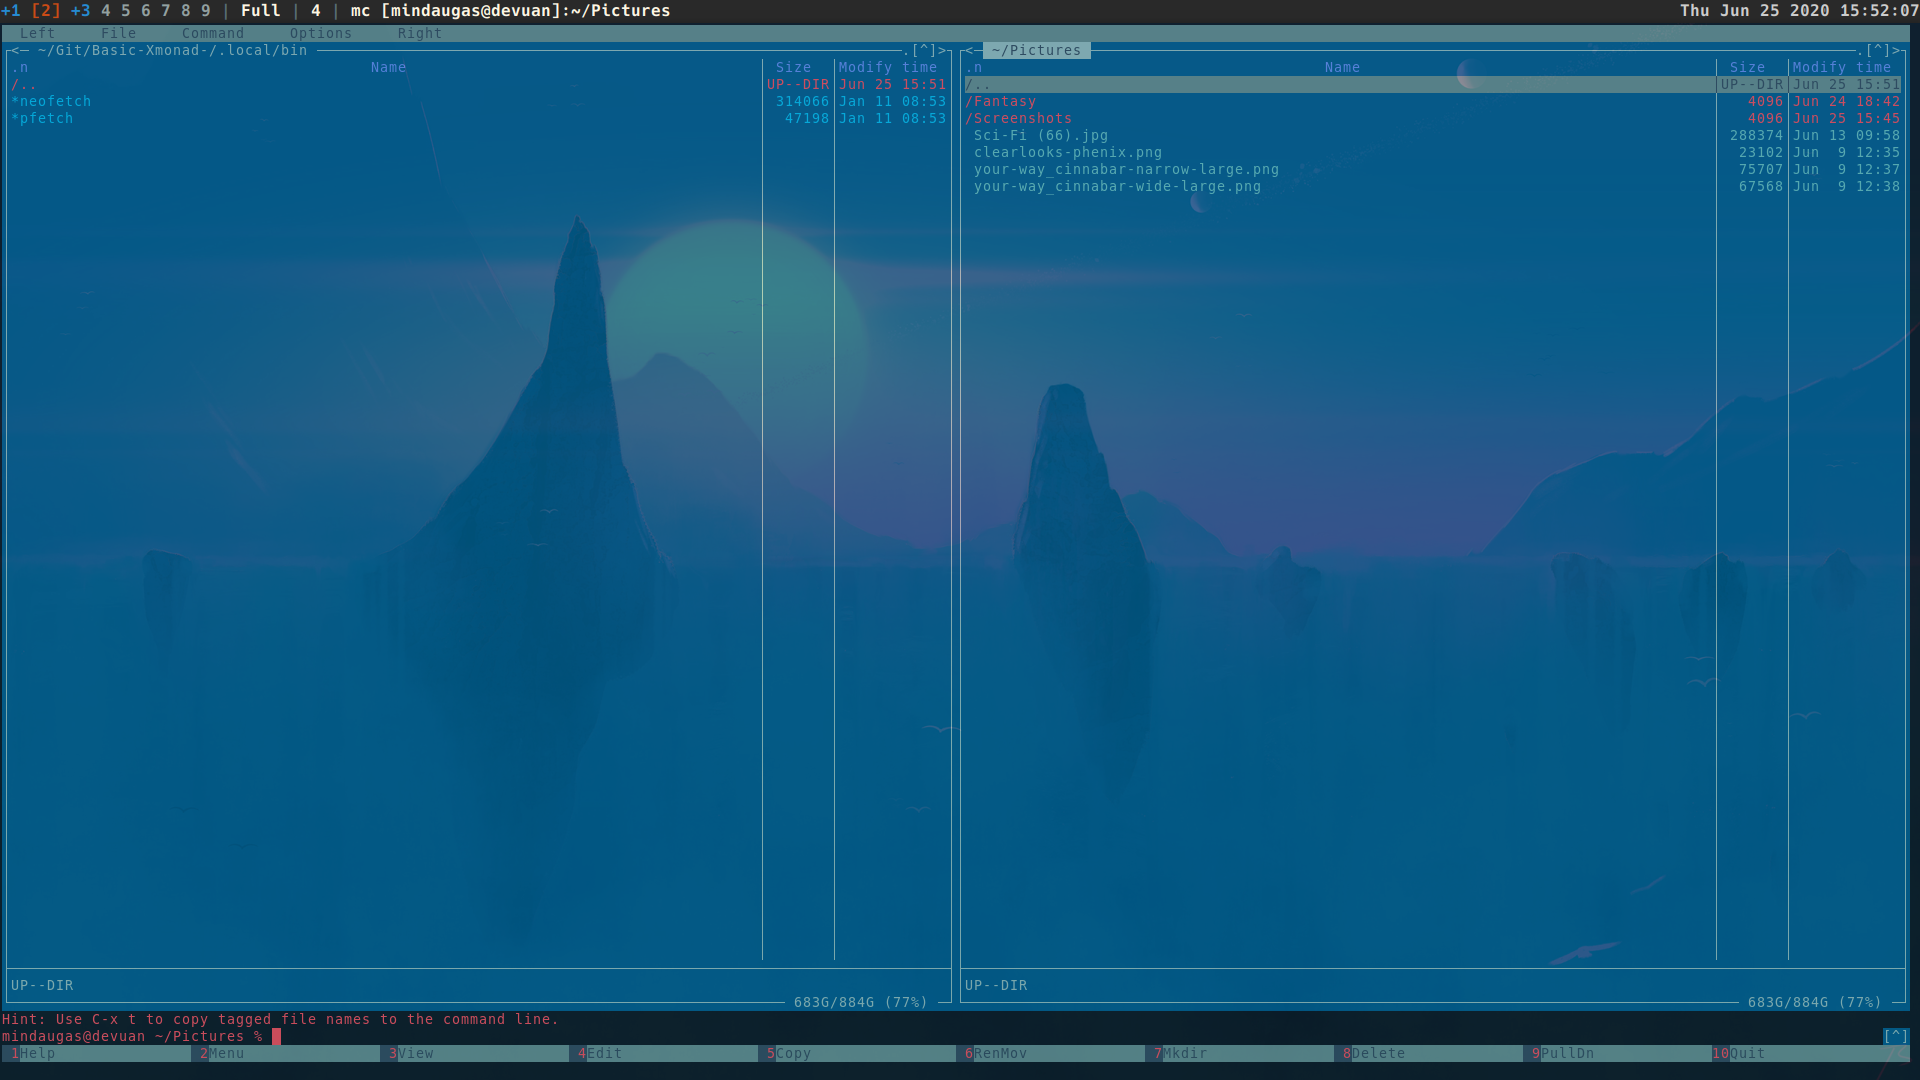 +1 [2] +3 4 5 6 7 8 9 | Full | 4 | mc [mindaugas@devuan]:~/Pictures Thu Jun 25 2020 15:52:07
Left File Command Options Right
<─ ~/Git/Basic-Xmonad-/.local/bin ─.[^]>
.n Name Size Modify time
/.. UP--DIR Jun 25 15:51
*neofetch 314066 Jan 11 08:53
*pfetch 47198 Jan 11 08:53
UP--DIR
683G/884G (77%)
<─ ~/Pictures ─.[^]>
.n Name Size Modify time
/.. UP--DIR Jun 25 15:51
/Fantasy 4096 Jun 24 18:42
/Screenshots 4096 Jun 25 15:45
Sci-Fi (66).jpg 288374 Jun 13 09:58
clearlooks-phenix.png 23102 Jun 9 12:35
your-way_cinnabar-narrow-large.png 75707 Jun 9 12:37
your-way_cinnabar-wide-large.png 67568 Jun 9 12:38
UP--DIR
683G/884G (77%)
Hint: Use C-x t to copy tagged file names to the command line.
mindaugas@devuan ~/Pictures % [^]
1Help 2Menu 3View 4Edit 5Copy 6RenMov 7Mkdir 8Delete 9PullDn 10Quit